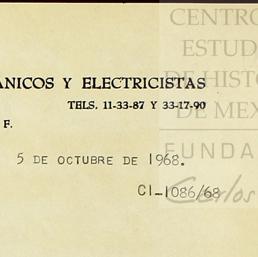 CENTRO
ESTUD
DE HISTO
DE MEX
ANICOS Y ELECTRICISTAS
TELS. 11-33-87 Y 33-17-90
F.
FUNDA
5 DE OCTUBRE DE 1968.
CI-1086/68
Carlos